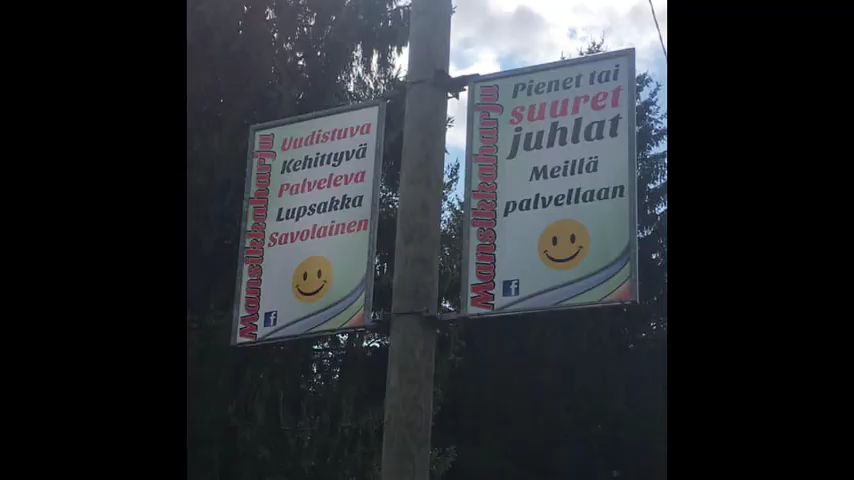 Mansikkaharju
Uudistuva
Kehittyvä
Palveleva
Lupsakka
Savolainen
f
Mansikkaharju
Pienet tai
suuret
juhlat
Meillä
palvellaan
f